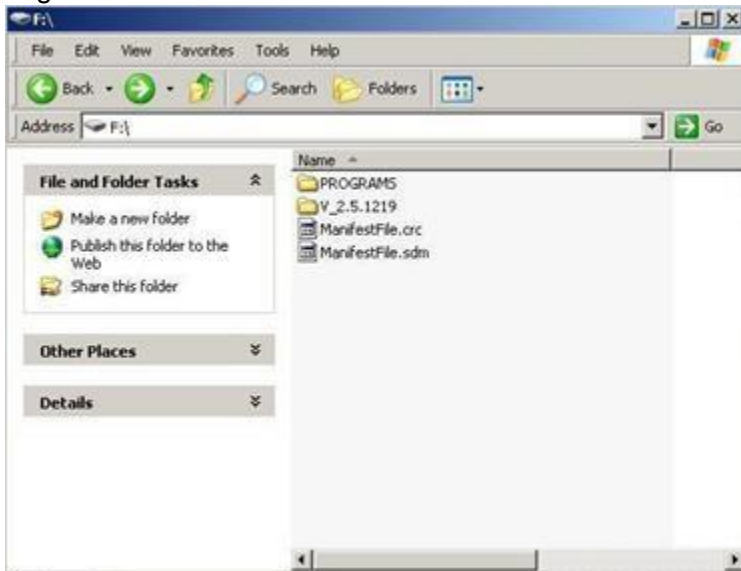 F:\
File Edit View Favorites Tools Help
Back Search Folders
Address F:\ Go
File and Folder Tasks
Make a new folder
Publish this folder to the
Web
Share this folder
Other Places
Details
Name
PROGRAMS
V_2.5.1219
ManifestFile.crc
ManifestFile.sdm